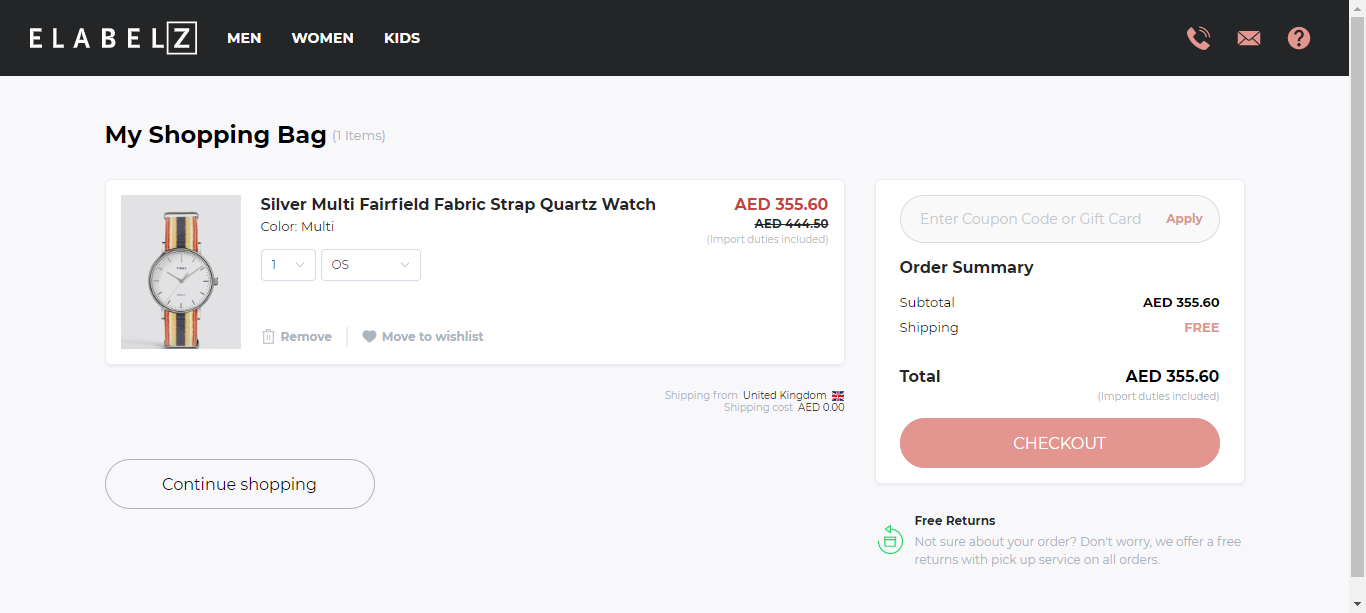 ELABELZ MEN WOMEN KIDS
My Shopping Bag (1 Items)
Silver Multi Fairfield Fabric Strap Quartz Watch
Color: Multi
1 OS
Remove Move to wishlist
AED 355.60
AED 444.50
(Import duties included)
Shipping from United Kingdom
Shipping cost AED 0.00
Continue shopping
Enter Coupon Code or Gift Card Apply
Order Summary
Subtotal AED 355.60
Shipping FREE
Total AED 355.60
(Import duties included)
CHECKOUT
Free Returns
Not sure about your order? Don't worry, we offer a free
returns with pick up service on all orders.
TIMEX